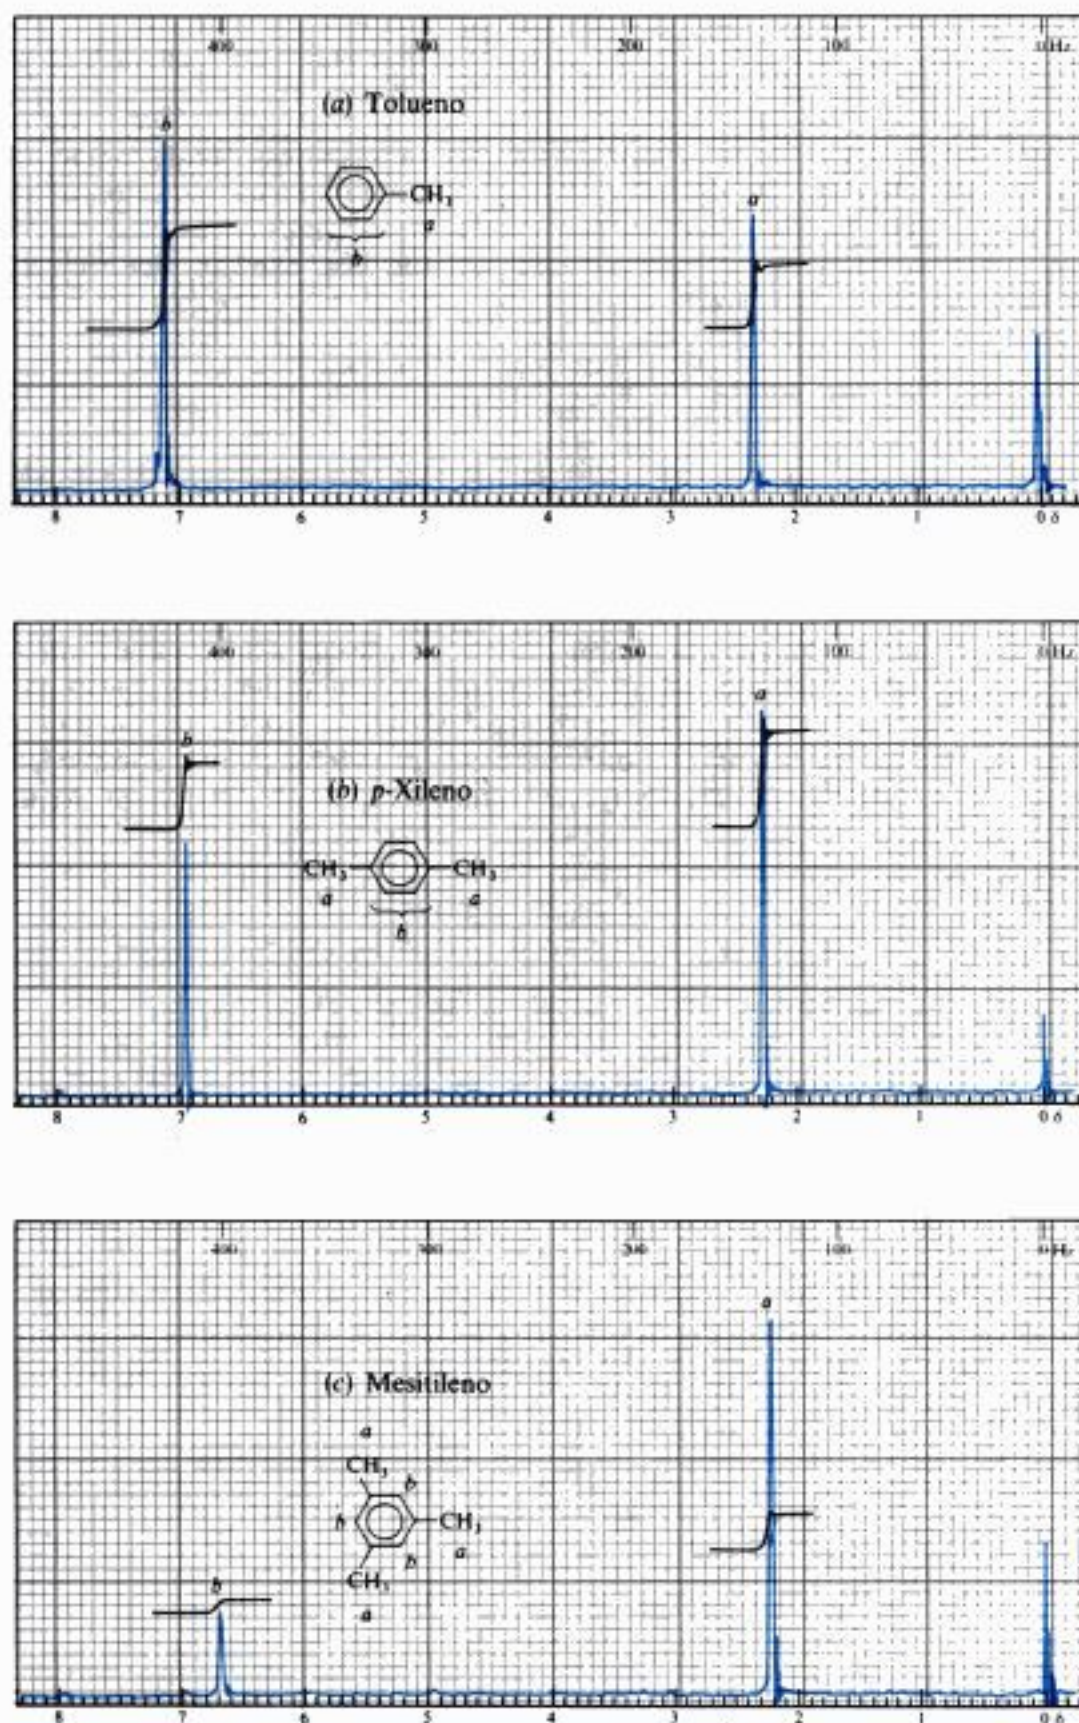 400 300 200 100 0 Hz
(a) Tolueno
b
a
CH3
a
b
8 7 6 5 4 3 2 1 0 δ
400 300 200 100 0 Hz
a
b
(b) p-Xileno
CH3 CH3
a a
b
8 7 6 5 4 3 2 1 0 δ
400 300 200 100 0 Hz
a
(c) Mesitileno
a
CH3
b
b CH3
a
b
CH3
b
a
8 7 6 5 4 3 2 1 0 δ